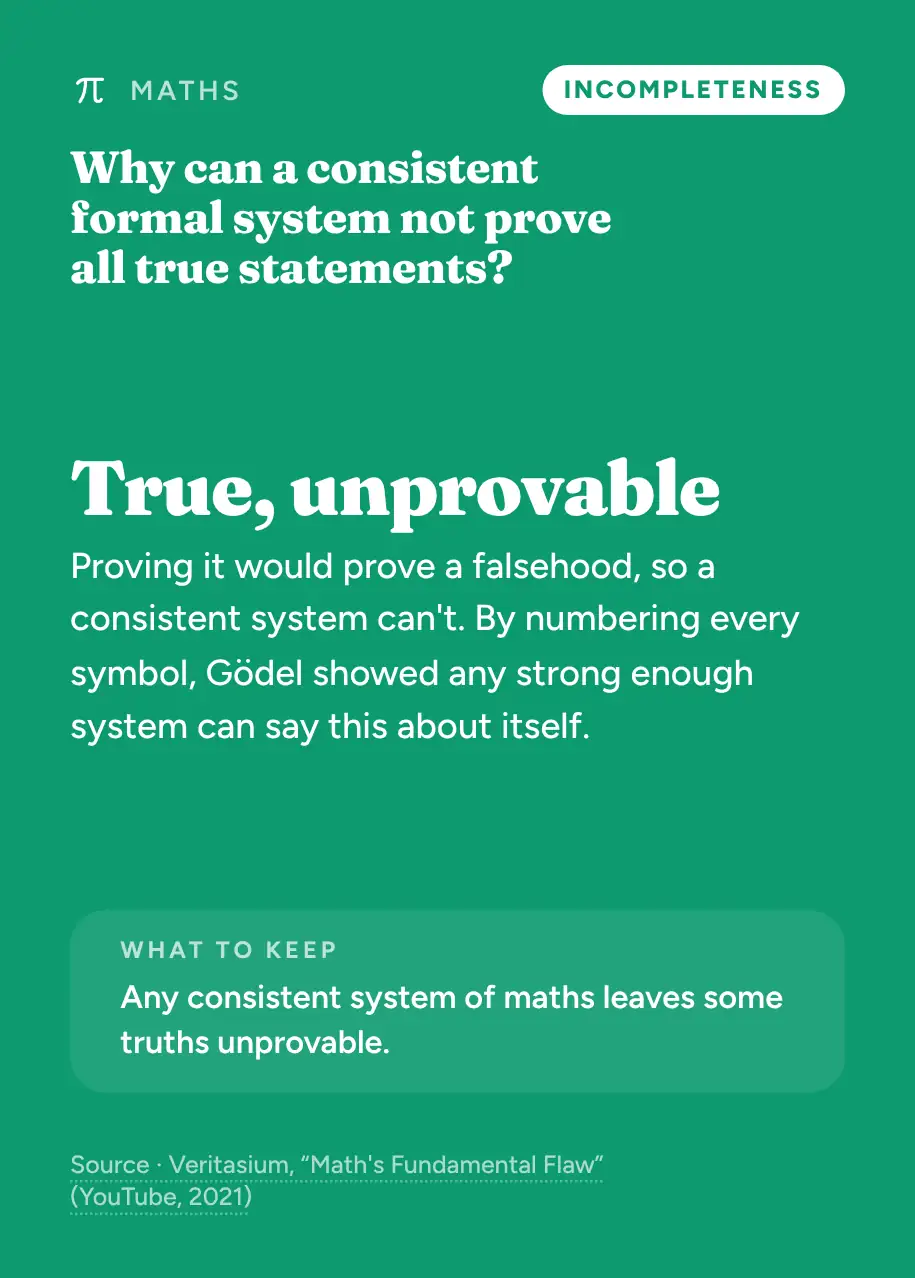 π MATHS
INCOMPLETENESS
Why can a consistent
formal system not prove
all true statements?
True, unprovable
Proving it would prove a falsehood, so a
consistent system can't. By numbering every
symbol, Gödel showed any strong enough
system can say this about itself.
WHAT TO KEEP
Any consistent system of maths leaves some
truths unprovable.
Source · Veritasium, “Math's Fundamental Flaw”
(YouTube, 2021)